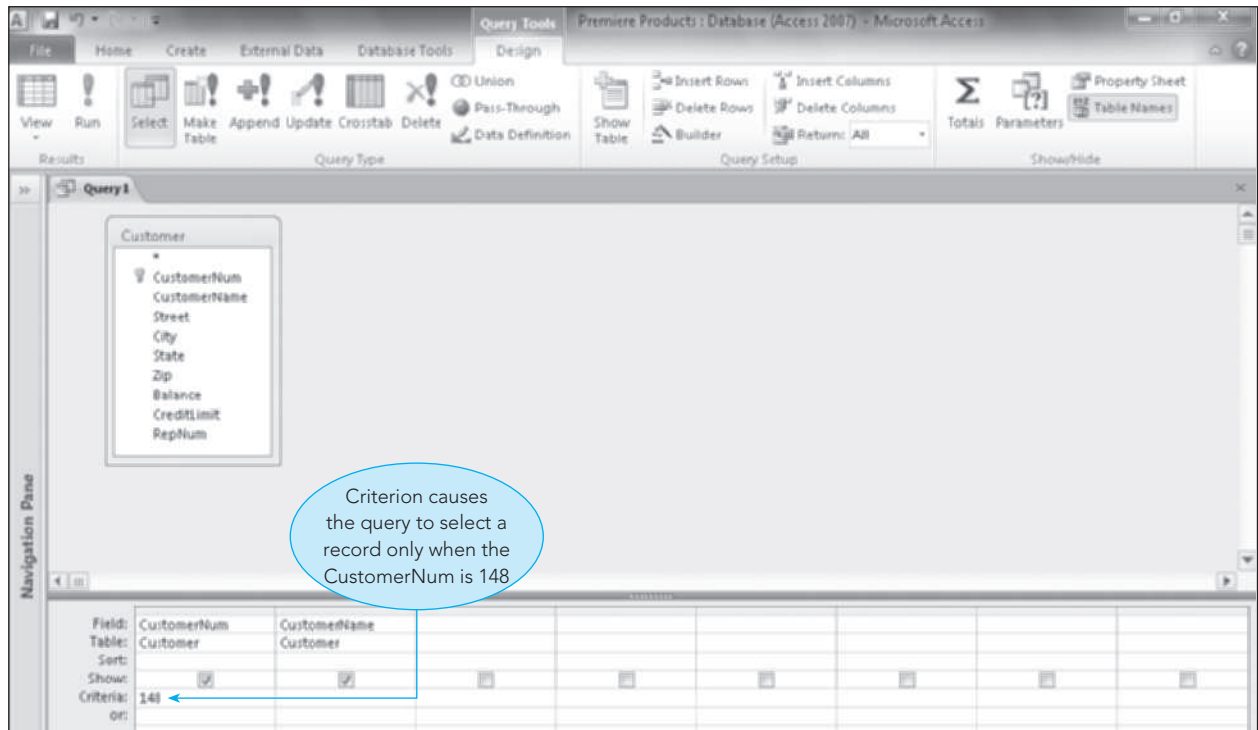 A
Query Tools
Premiere Products : Database (Access 2007) - Microsoft Access
File Home Create External Data Database Tools Design
View
Run
Select
Make Table
Append
Update
Crosstab
Delete
Union
Pass-Through
Data Definition
Show Table
Insert Rows
Delete Rows
Builder
Insert Columns
Delete Columns
Return: All
Totals
Parameters
Property Sheet
Table Names
Results
Query Type
Query Setup
Show/Hide
Query1
Navigation Pane
Customer
*
CustomerNum
CustomerName
Street
City
State
Zip
Balance
CreditLimit
RepNum
Criterion causes
the query to select a
record only when the
CustomerNum is 148
Field: CustomerNum CustomerName
Table: Customer Customer
Sort:
Show:
Criteria: 148
or: